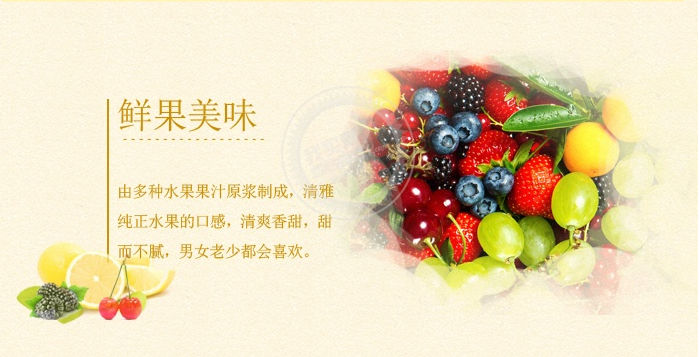 鲜果美味
由多种水果果汁原浆制成，清雅
纯正水果的口感，清爽香甜，甜
而不腻，男女老少都会喜欢。